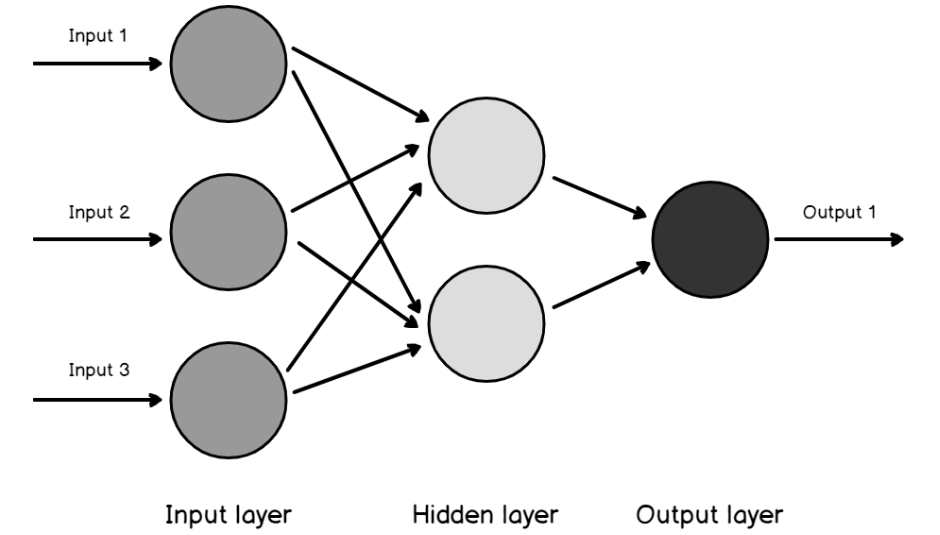 Input 1
Input 2
Output 1
Input 3
Input layer
Hidden layer
Output layer